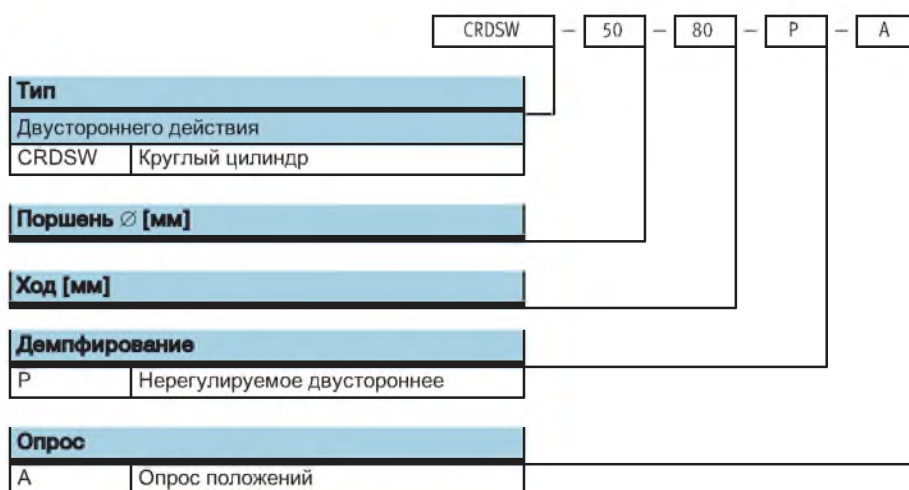 CRDSW – 50 – 80 – P – A
Тип
Двустороннего действия
CRDSW Круглый цилиндр
Поршень ∅ [мм]
Ход [мм]
Демпфирование
P Нерегулируемое двустороннее
Опрос
A Опрос положений